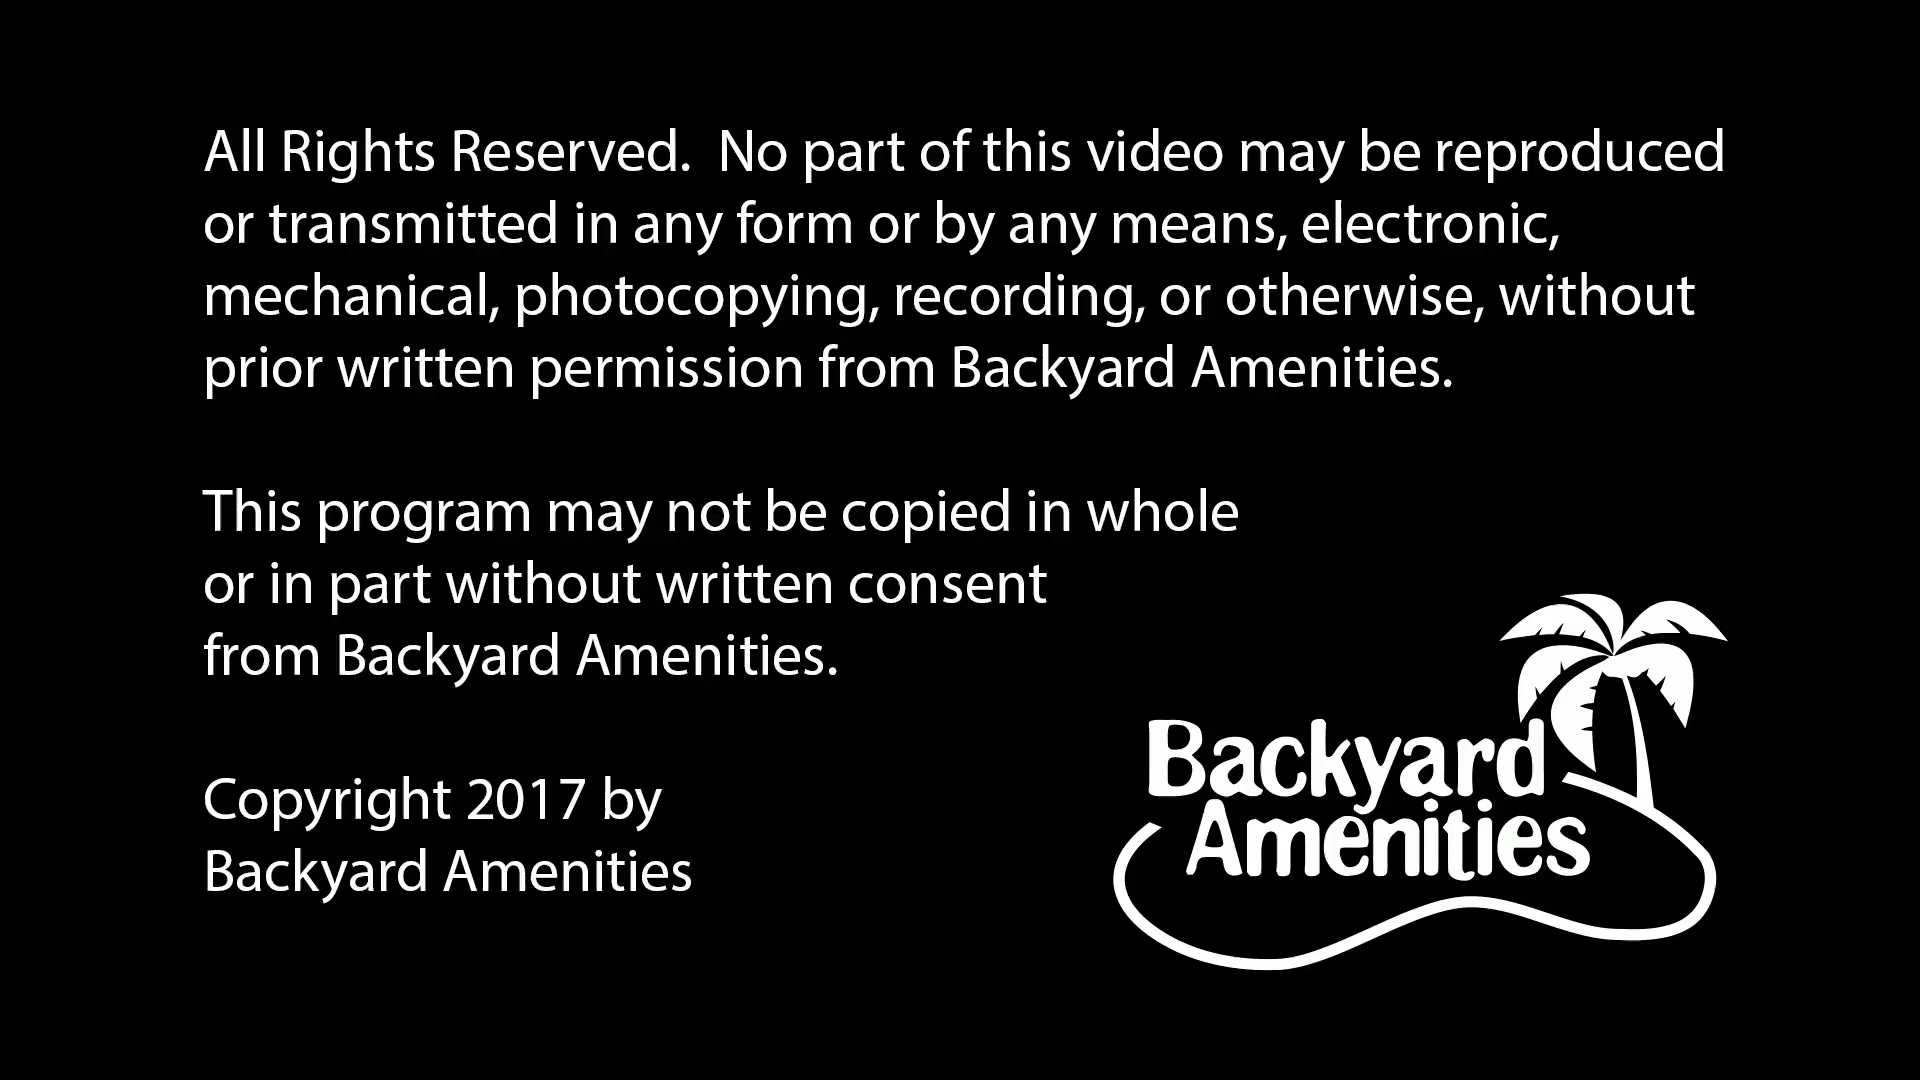 All Rights Reserved.  No part of this video may be reproduced
or transmitted in any form or by any means, electronic,
mechanical, photocopying, recording, or otherwise, without
prior written permission from Backyard Amenities.
This program may not be copied in whole
or in part without written consent
from Backyard Amenities.
Copyright 2017 by
Backyard Amenities
Backyard
Amenities